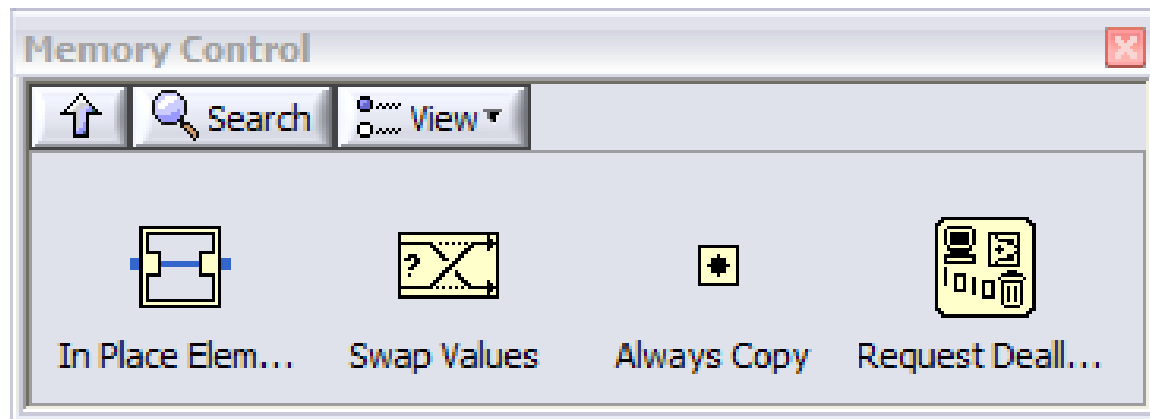 Memory Control
Search View
?
In Place Elem... Swap Values Always Copy Request Deall...